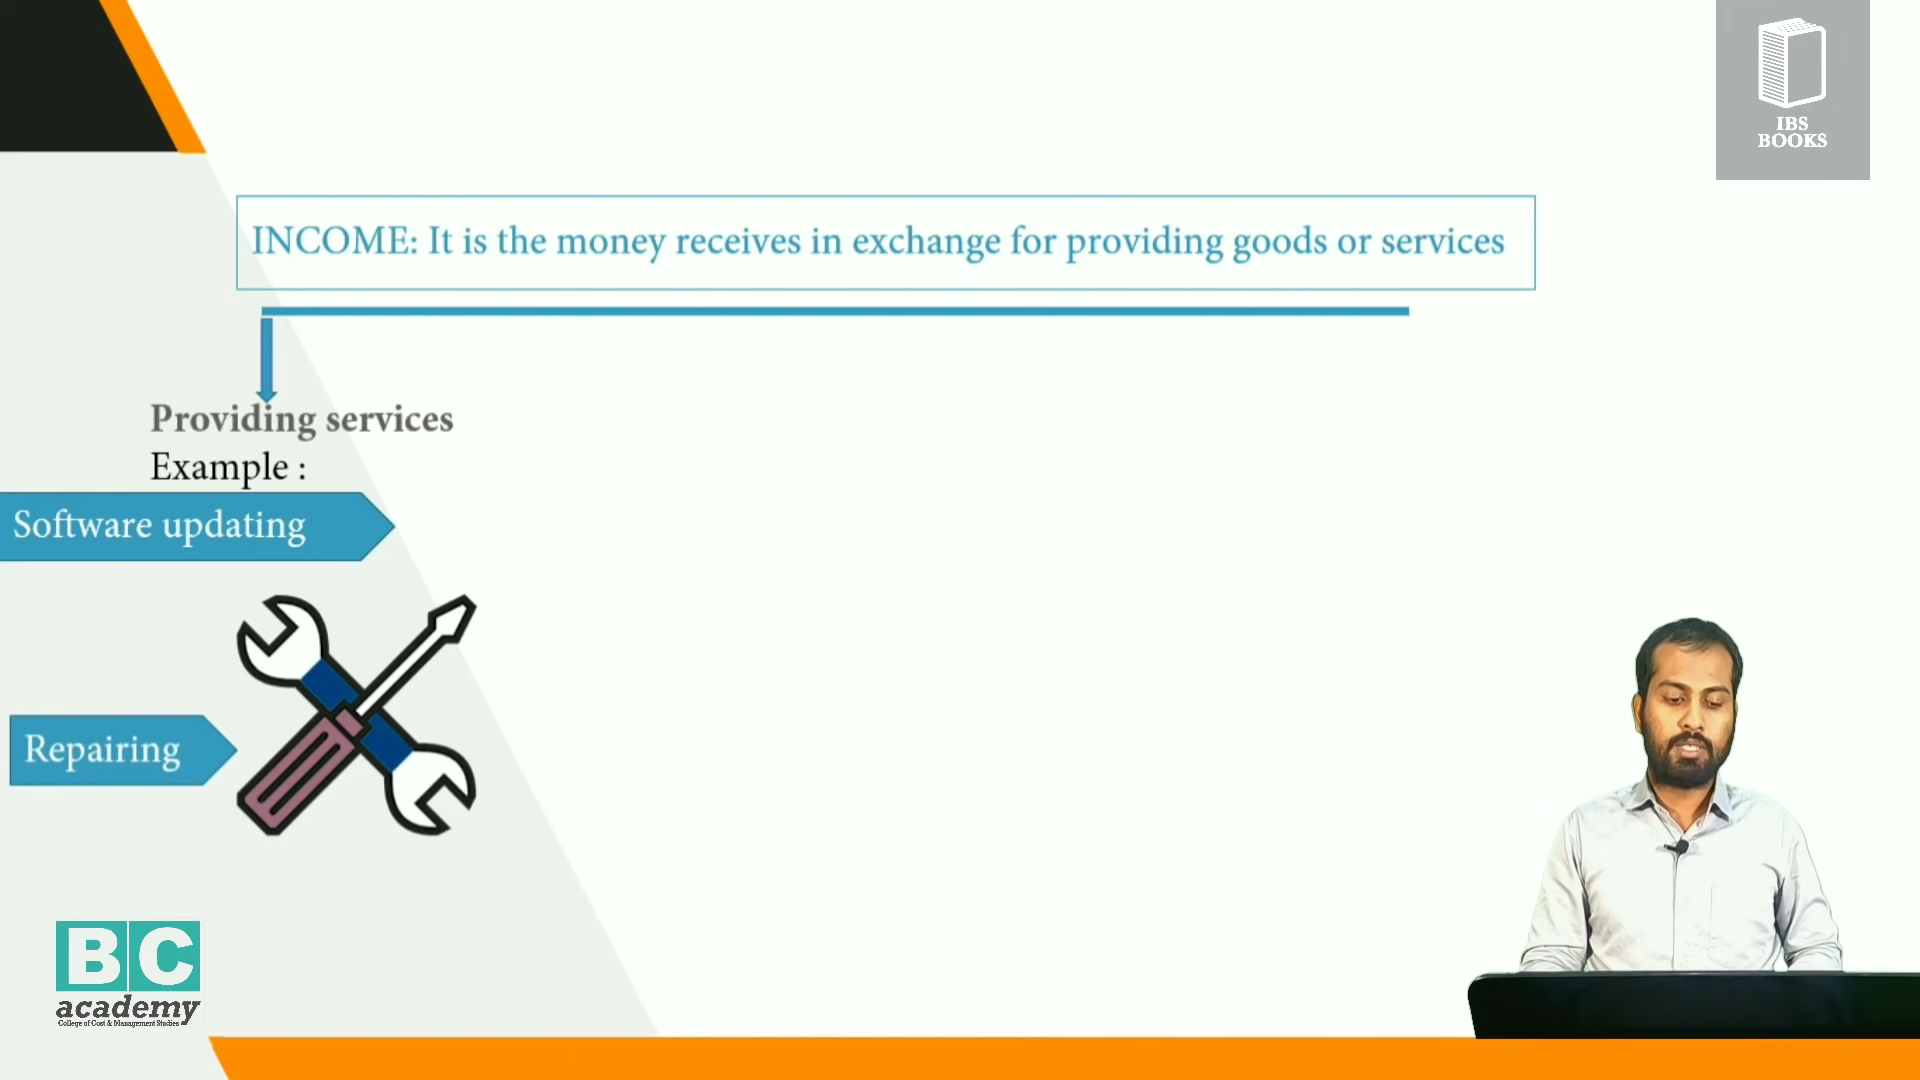 IBS
BOOKS
INCOME: It is the money receives in exchange for providing goods or services
Providing services
Example :
Software updating
Repairing
BC
academy
College of Cost & Management Studies